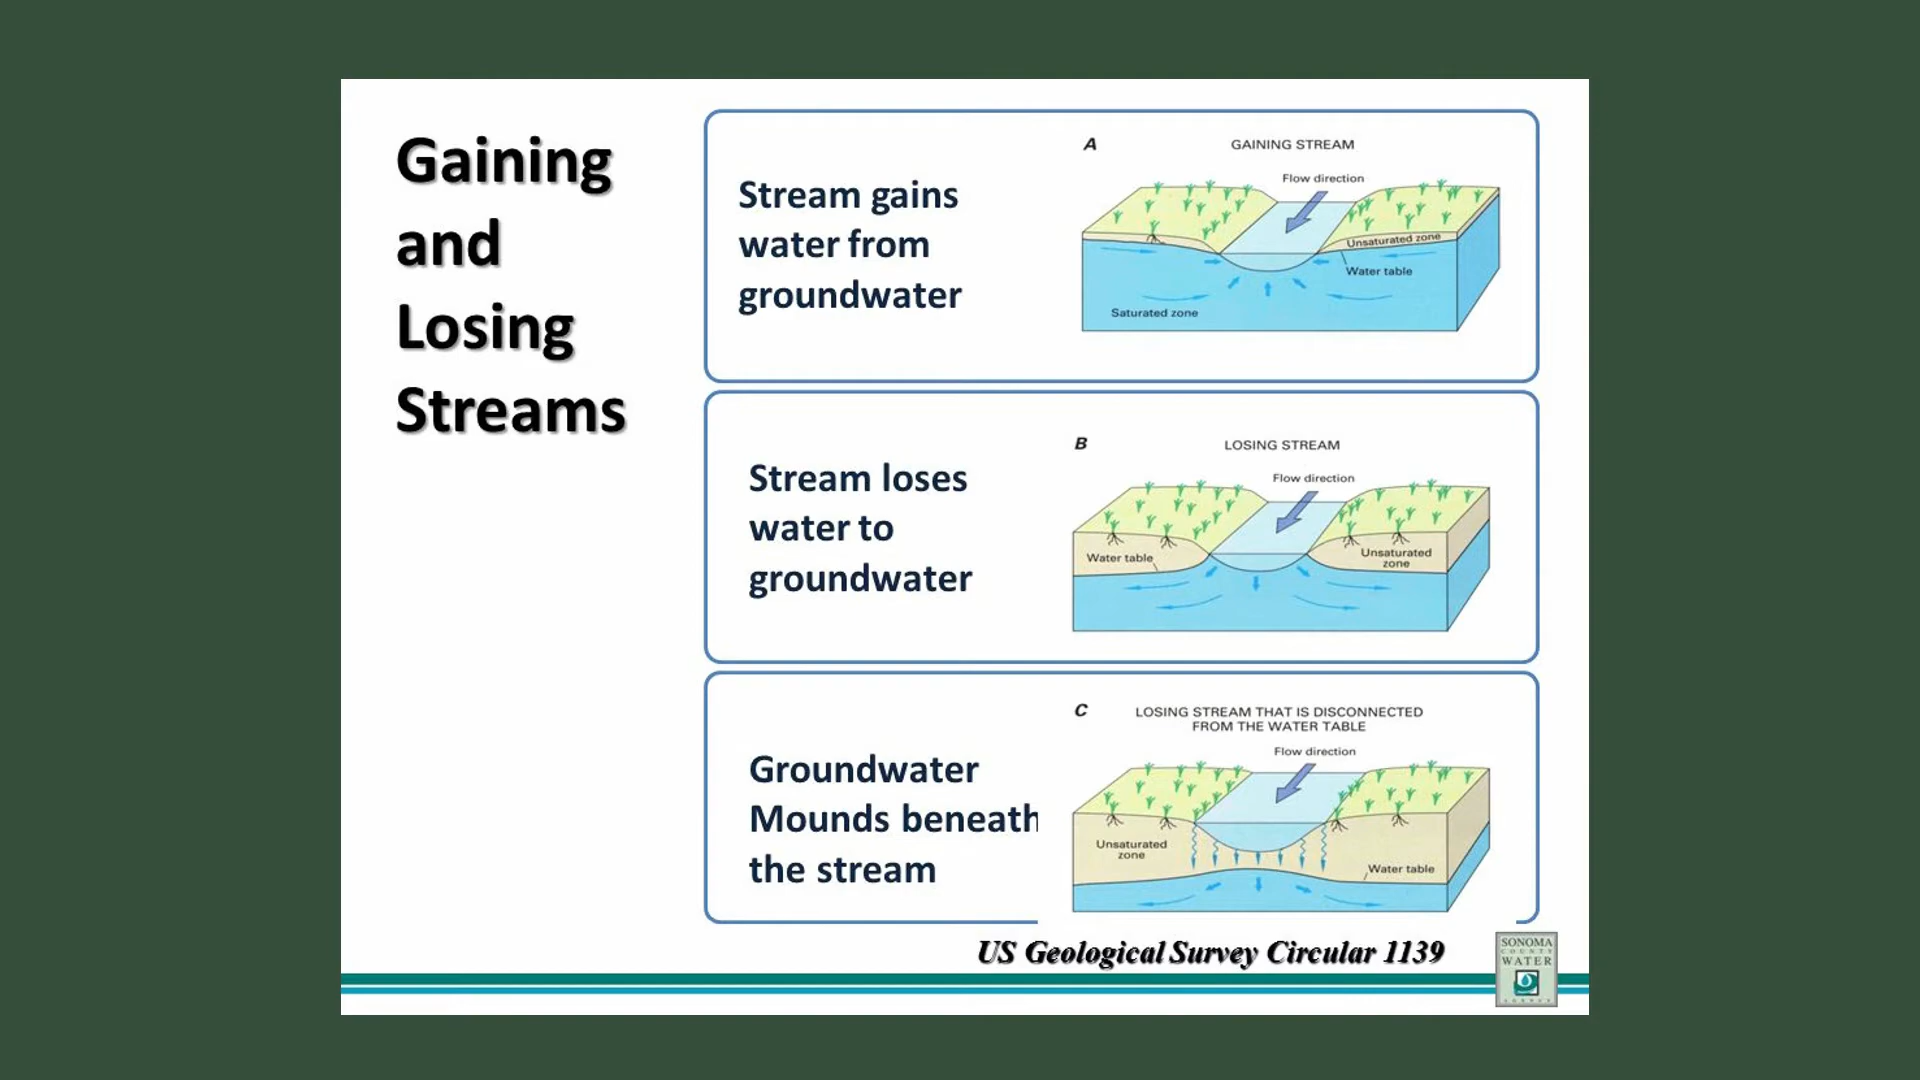 Gaining
and
Losing
Streams
Stream gains
water from
groundwater
A
GAINING STREAM
Flow direction
Unsaturated zone
Water table
Saturated zone
Stream loses
water to
groundwater
B
LOSING STREAM
Flow direction
Water table
Unsaturated
zone
Groundwater
Mounds beneath
the stream
C
LOSING STREAM THAT IS DISCONNECTED
FROM THE WATER TABLE
Flow direction
Unsaturated
zone
Water table
US Geological Survey Circular 1139
SONOMA
COUNTY
WATER
AGENCY